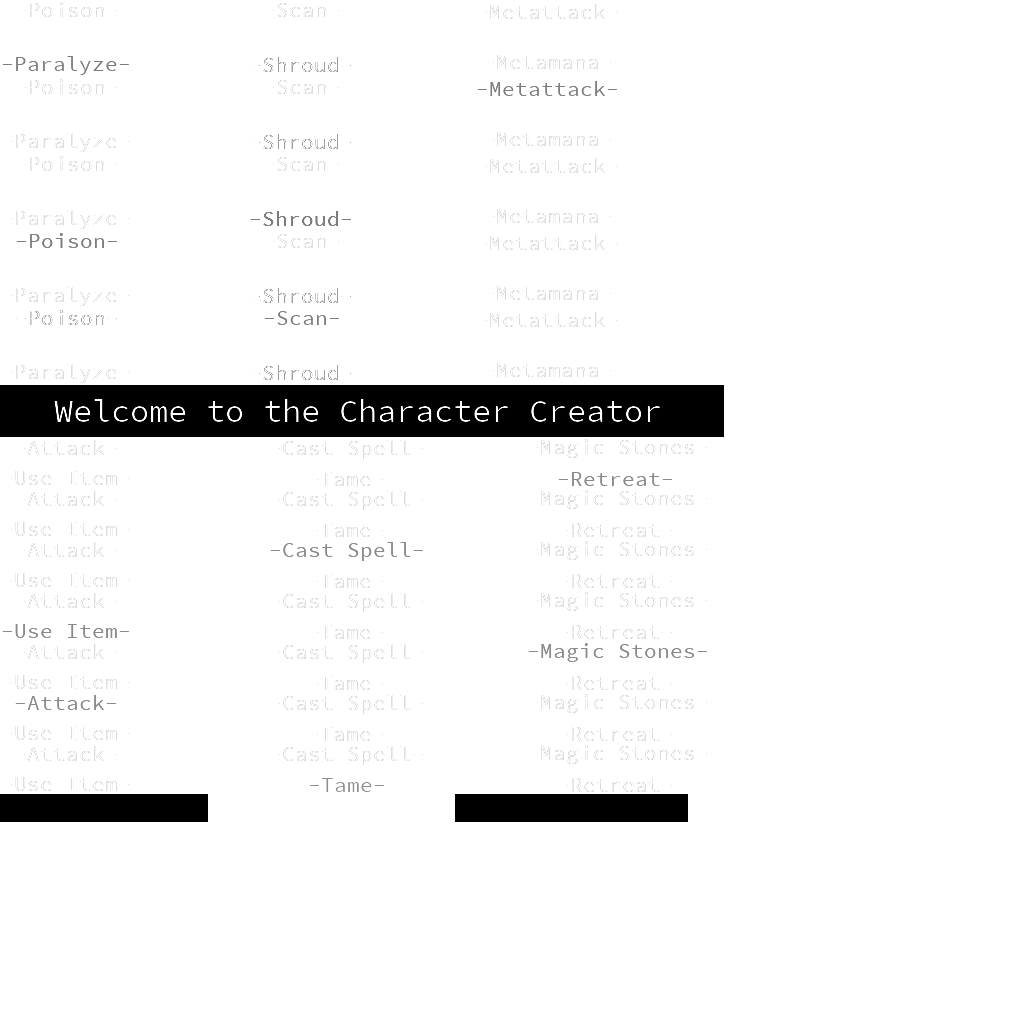 Poison Scan Metattack
-Paralyze- Shroud Metamana
Poison Scan -Metattack-
Paralyze Shroud Metamana
Poison Scan Metattack
Paralyze -Shroud- Metamana
-Poison- Scan Metattack
Paralyze Shroud Metamana
Poison -Scan- Metattack
Paralyze Shroud Metamana
Welcome to the Character Creator
Attack Cast Spell Magic Stones
Use Item Tame -Retreat-
Attack Cast Spell Magic Stones
Use Item Tame Retreat
Attack -Cast Spell- Magic Stones
Use Item Tame Retreat
Attack Cast Spell Magic Stones
-Use Item- Tame Retreat
Attack Cast Spell -Magic Stones-
Use Item Tame Retreat
-Attack- Cast Spell Magic Stones
Use Item Tame Retreat
Attack Cast Spell Magic Stones
Use Item -Tame- Retreat